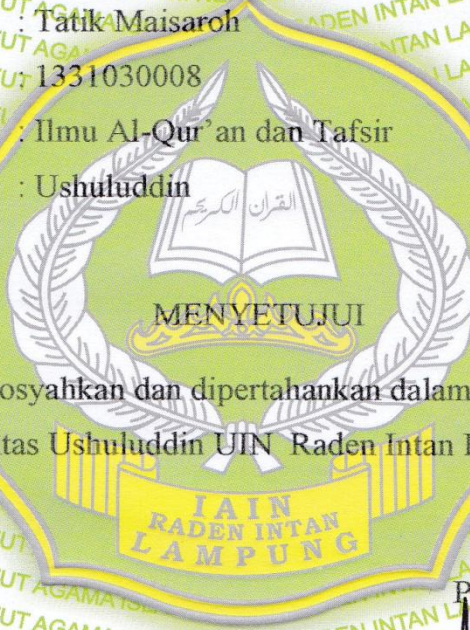 : Tatik Maisaroh
: 1331030008
: Ilmu Al-Qur’an dan Tafsir
: Ushuluddin
القرآن الكريم
MENYETUJUI
osyahkan dan dipertahankan dalam
tas Ushuluddin UIN Raden Intan
IAIN
RADEN INTAN
LAMPUNG